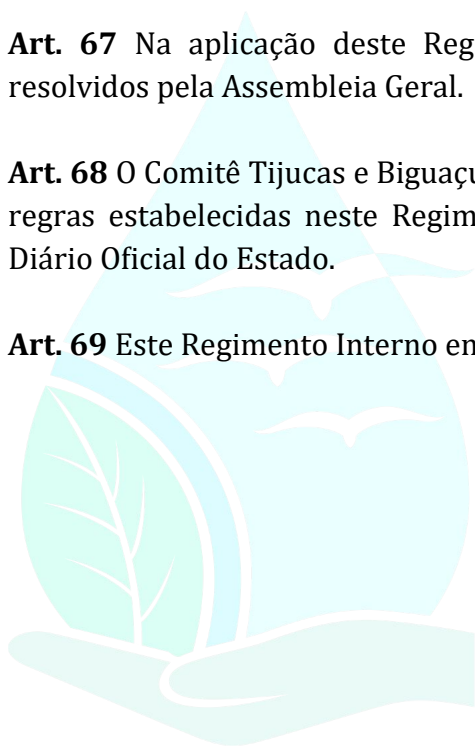 Art. 67 Na aplicação deste Reg
resolvidos pela Assembleia Geral.
Art. 68 O Comitê Tijucas e Biguaçu
regras estabelecidas neste Regim
Diário Oficial do Estado.
Art. 69 Este Regimento Interno en